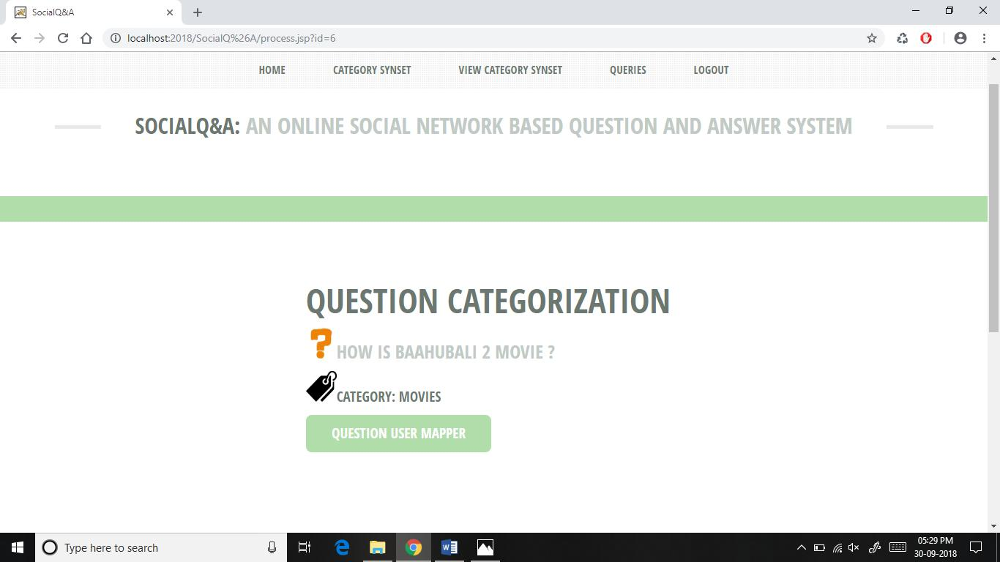 SocialQ&A
localhost:2018/SocialQ%26A/process.jsp?id=6
HOME CATEGORY SYNSET VIEW CATEGORY SYNSET QUERIES LOGOUT
SOCIALQ&A: AN ONLINE SOCIAL NETWORK BASED QUESTION AND ANSWER SYSTEM
QUESTION CATEGORIZATION
? HOW IS BAAHUBALI 2 MOVIE ?
CATEGORY: MOVIES
QUESTION USER MAPPER
Type here to search
05:29 PM
30-09-2018